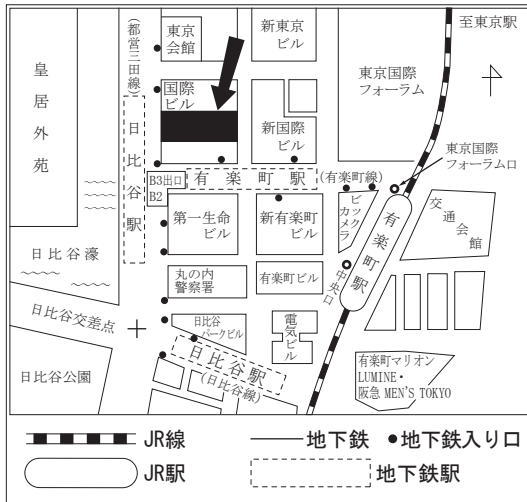 至東京駅
(都営三田線)
東京
会館
新東京
ビル
皇居外苑
国際
ビル
東京国際
フォーラム
新国際
ビル
日比谷駅
東京国際
フォーラム口
B3出口
B2
有楽町駅
(有楽町線)
ビックカメラ
有楽町駅
交通会館
第一生命
ビル
新有楽町
ビル
日比谷濠
丸の内
警察署
有楽町ビル
中央口
日比谷交差点
日比谷
パークビル
電気ビル
日比谷駅
(日比谷線)
日比谷公園
有楽町マリオン
LUMINE・
阪急 MEN'S TOKYO
JR線
地下鉄
地下鉄入り口
JR駅
地下鉄駅